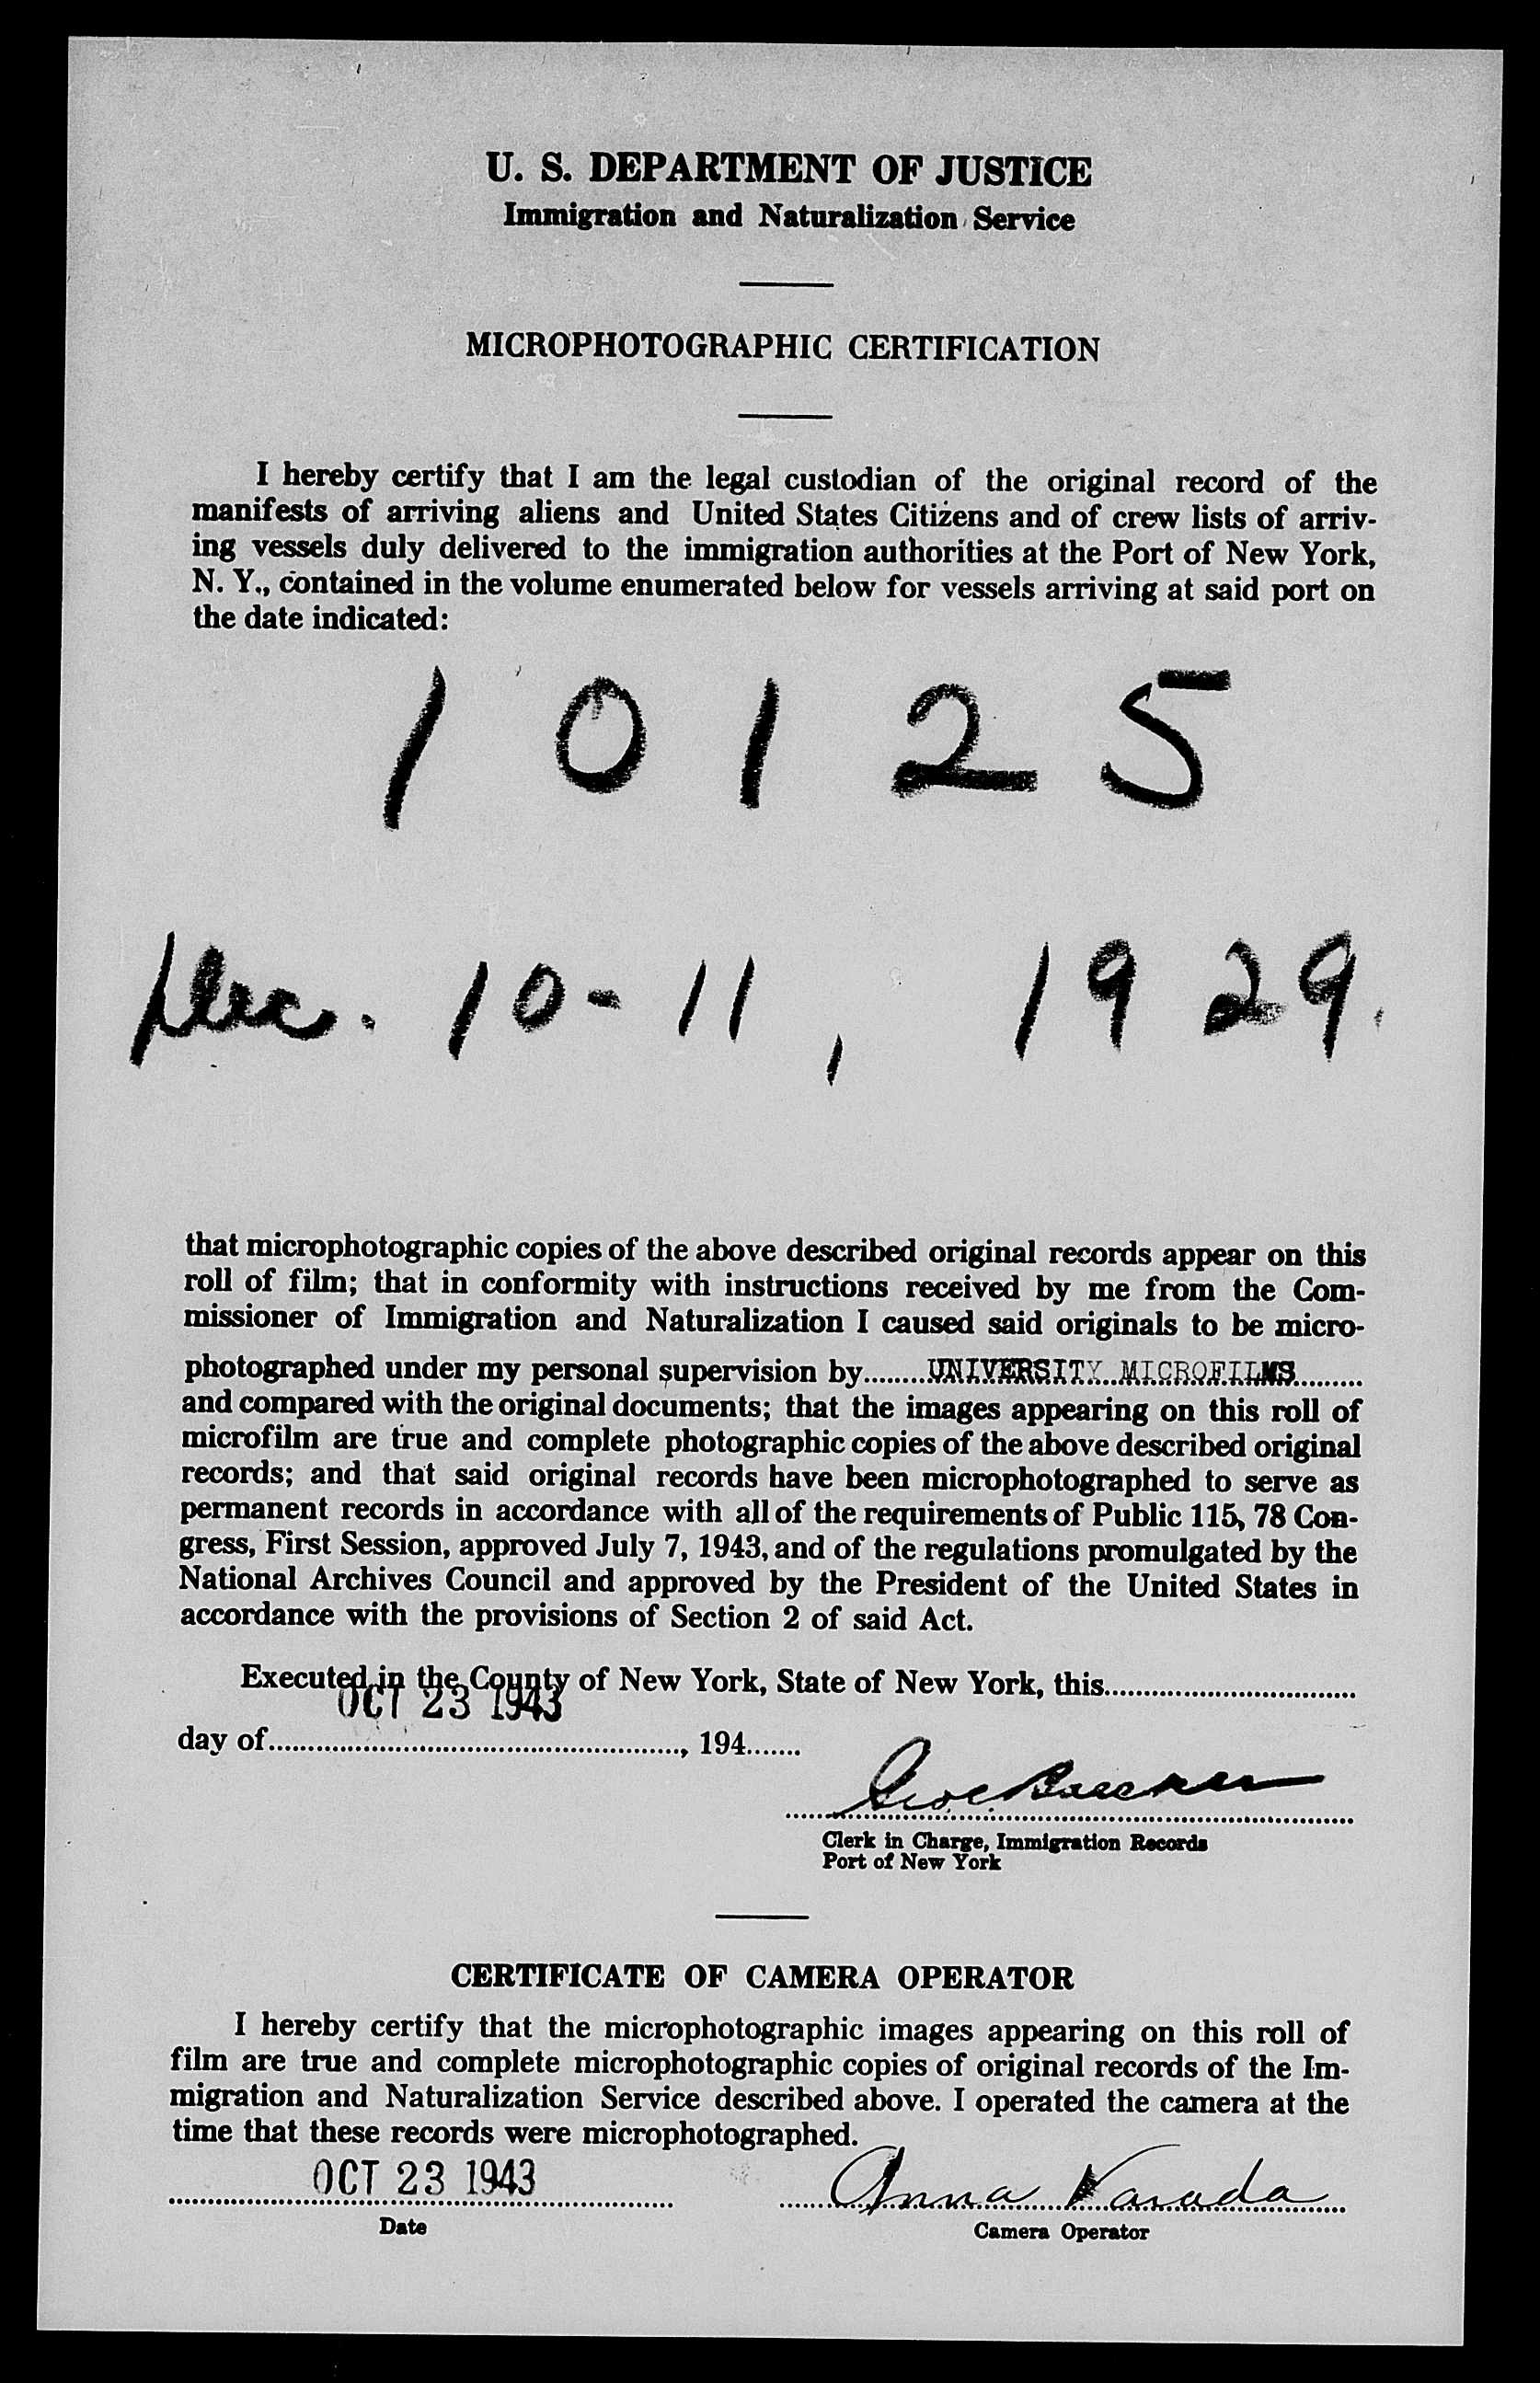 U. S. DEPARTMENT OF JUSTICE
Immigration and Naturalization Service
MICROPHOTOGRAPHIC CERTIFICATION
I hereby certify that I am the legal custodian of the original record of the
manifests of arriving aliens and United States Citizens and of crew lists of arriv-
ing vessels duly delivered to the immigration authorities at the Port of New York,
N. Y., contained in the volume enumerated below for vessels arriving at said port on
the date indicated:
10125
Dec. 10-11, 1929.
that microphotographic copies of the above described original records appear on this
roll of film; that in conformity with instructions received by me from the Com-
missioner of Immigration and Naturalization I caused said originals to be micro-
photographed under my personal supervision by........UNIVERSITY MICROFILMS.........
and compared with the original documents; that the images appearing on this roll of
microfilm are true and complete photographic copies of the above described original
records; and that said original records have been microphotographed to serve as
permanent records in accordance with all of the requirements of Public 115, 78 Con-
gress, First Session, approved July 7, 1943, and of the regulations promulgated by the
National Archives Council and approved by the President of the United States in
accordance with the provisions of Section 2 of said Act.
Executed in the County of New York, State of New York, this................................
OCT 23 1943
day of....................................................., 194.......
Clerk in Charge, Immigration Records
Port of New York
CERTIFICATE OF CAMERA OPERATOR
I hereby certify that the microphotographic images appearing on this roll of
film are true and complete microphotographic copies of original records of the Im-
migration and Naturalization Service described above. I operated the camera at the
time that these records were microphotographed.
OCT 23 1943 Anna
Date Camera Operator